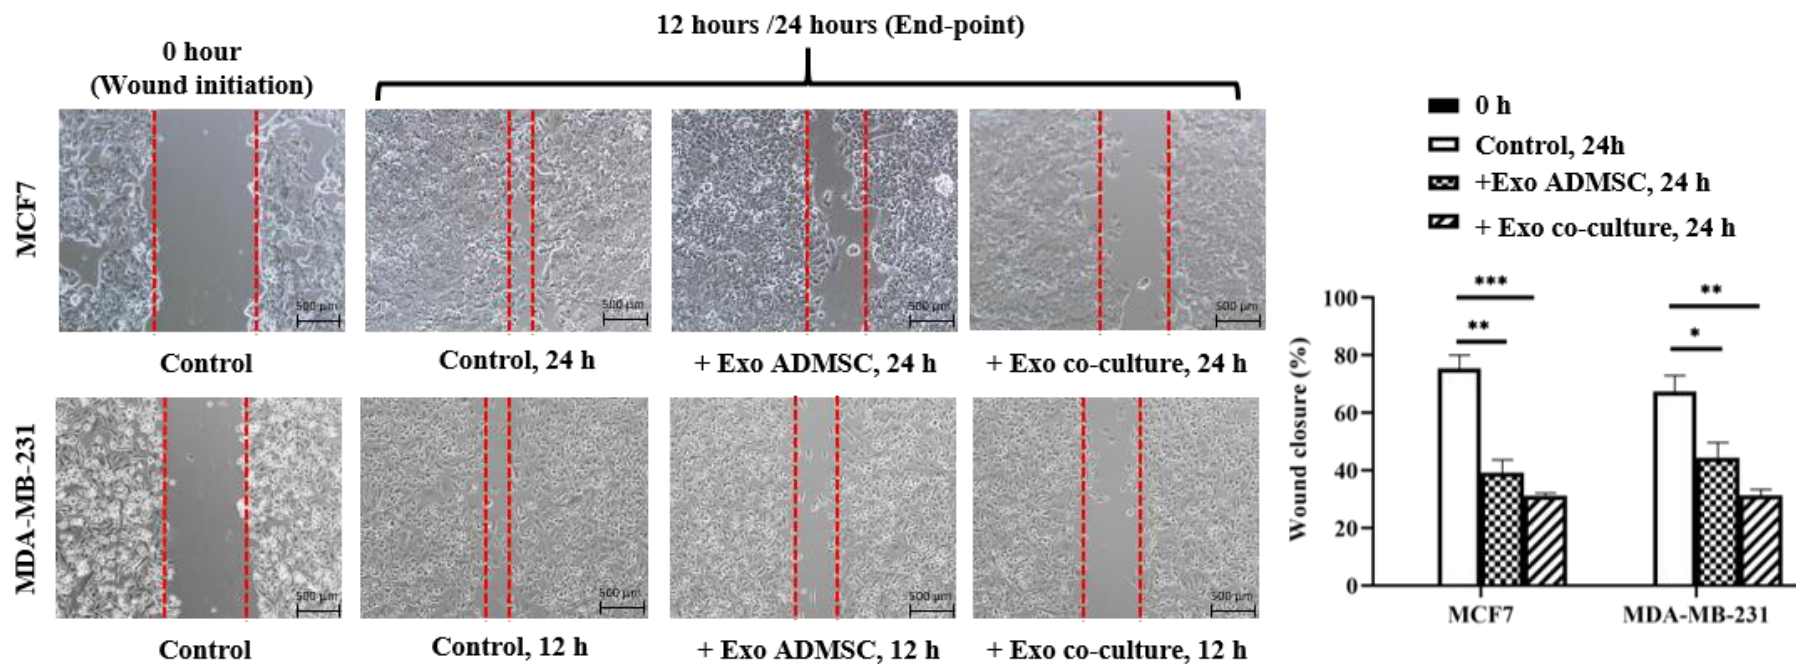 12 hours /24 hours (End-point)
0 hour
(Wound initiation)
MCF7
500 µm
500 µm
500 µm
500 µm
Control
Control, 24 h
+ Exo ADMSC, 24 h
+ Exo co-culture, 24 h
MDA-MB-231
500 µm
500 µm
500 µm
500 µm
Control
Control, 12 h
+ Exo ADMSC, 12 h
+ Exo co-culture, 12 h
0 h
Control, 24h
+Exo ADMSC, 24 h
+ Exo co-culture, 24 h
Wound closure (%)
100
80
60
40
20
0
***
**
**
*
MCF7
MDA-MB-231